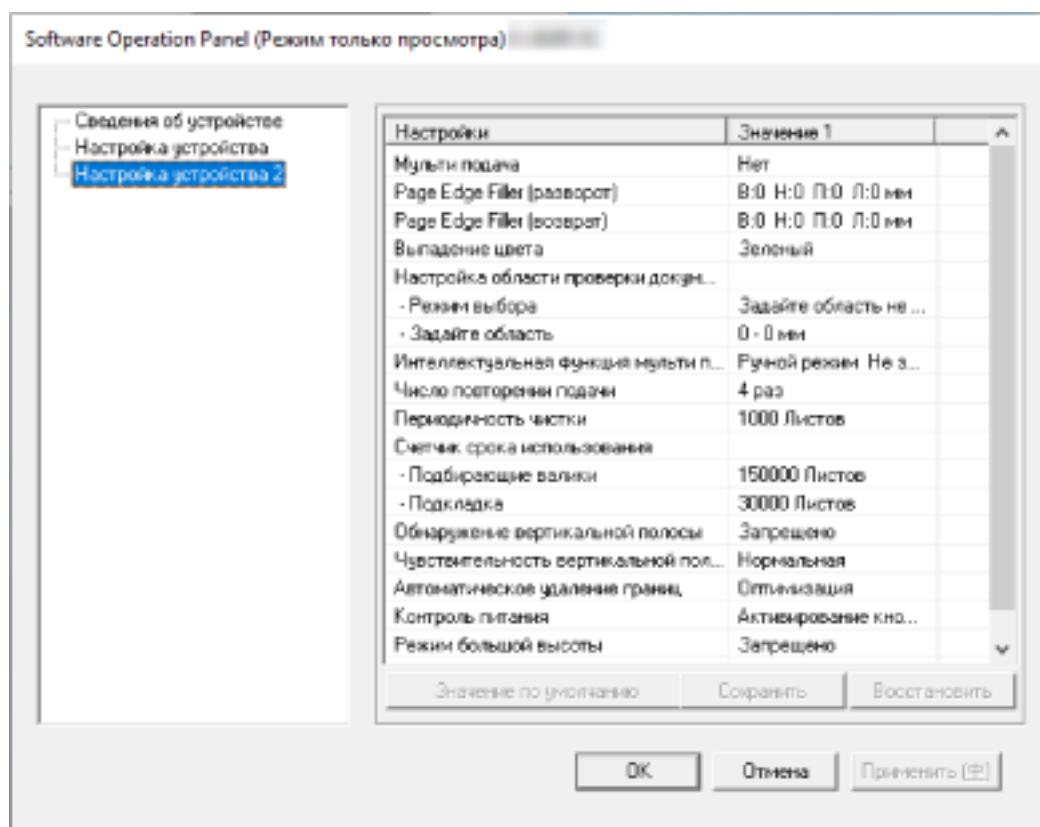 Software Operation Panel (Режим только просмотра)
Сведения об устройстве
Настройка устройства
Настройка устройства 2
Настройки Значение 1
Мульти подача Нет
Page Edge Filler (разворот) В:0 Н:0 П:0 Л:0 мм
Page Edge Filler (возврат) В:0 Н:0 П:0 Л:0 мм
Выпадение цвета Зеленый
Настройка области проверки докум...
- Режим выбора Задайте область не ...
- Задайте область 0 - 0 мм
Интеллектуальная функция мульти п... Ручной режим Не з...
Число повторении подачи 4 раз
Периодичность чистки 1000 Листов
Счетчик срока использования
- Подбирающие валики 150000 Листов
- Подкладка 30000 Листов
Обнаружение вертикальной полосы Запрещено
Чувствительность вертикальной пол... Нормальная
Автоматическое удаление границ Оптимизация
Контроль питания Активирование кно...
Режим большой высоты Запрещено
Значение по умолчанию Сохранить Восстановить
OK Отмена Применить (中)